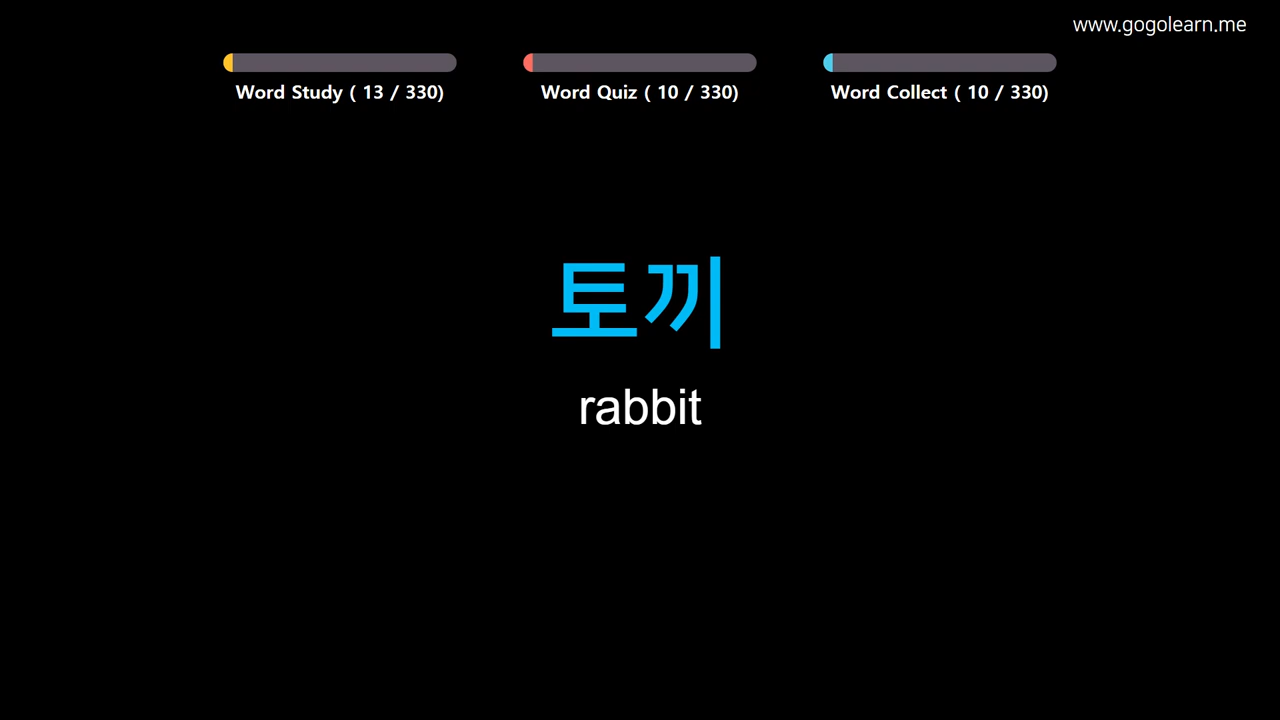 www.gogolearn.me
Word Study ( 13 / 330)
Word Quiz ( 10 / 330)
Word Collect ( 10 / 330)
토끼
rabbit